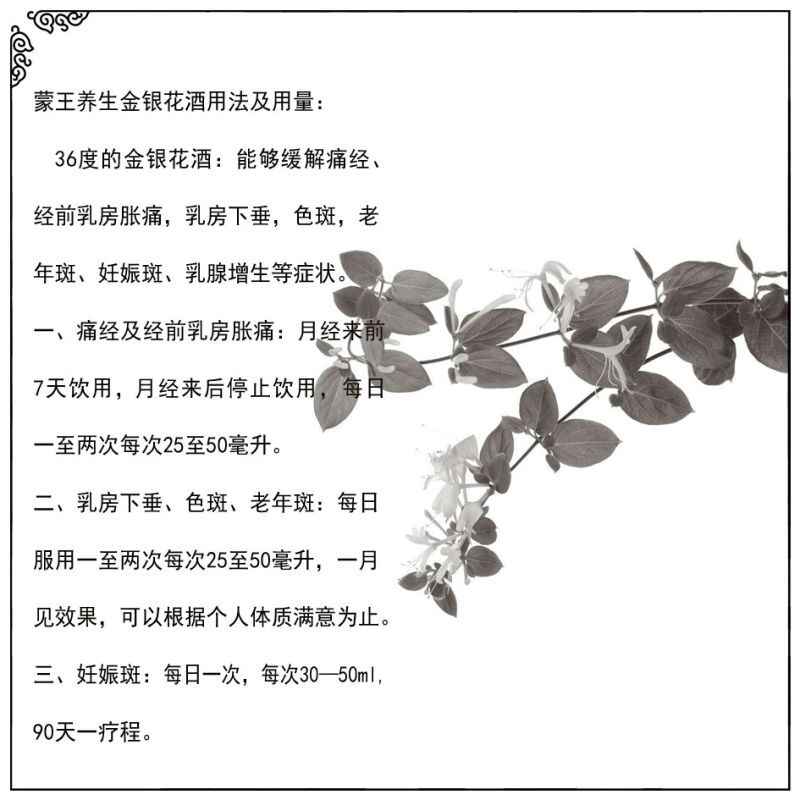 蒙王养生金银花酒用法及用量：
36度的金银花酒：能够缓解痛经、
经前乳房胀痛，乳房下垂，色斑，老
年斑、妊娠斑、乳腺增生等症状。
一、痛经及经前乳房胀痛：月经来前
7天饮用，月经来后停止饮用，每日
一至两次每次25至50毫升。
二、乳房下垂、色斑、老年斑：每日
服用一至两次每次25至50毫升，一月
见效果，可以根据个人体质满意为止。
三、妊娠斑：每日一次，每次30—50ml,
90天一疗程。